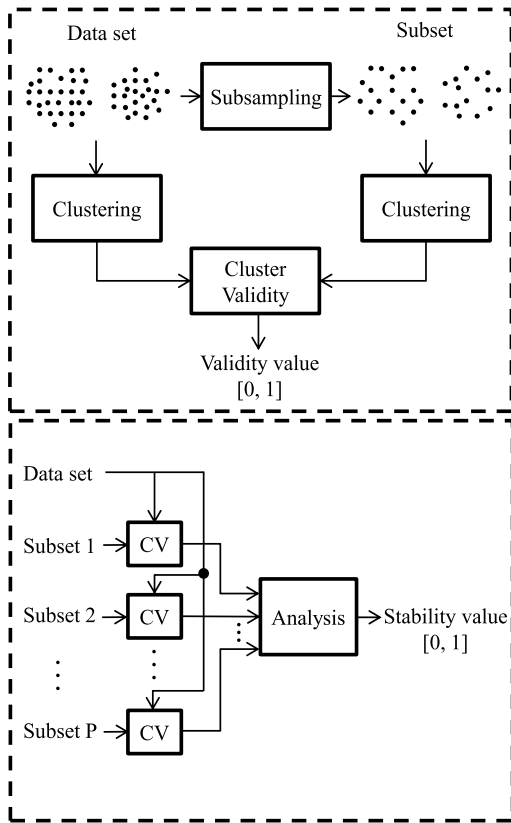 Data set
Subset
Subsampling
Clustering
Clustering
Cluster
Validity
Validity value
[0, 1]
Data set
Subset 1
CV
Subset 2
CV
Analysis
Stability value
[0, 1]
Subset P
CV